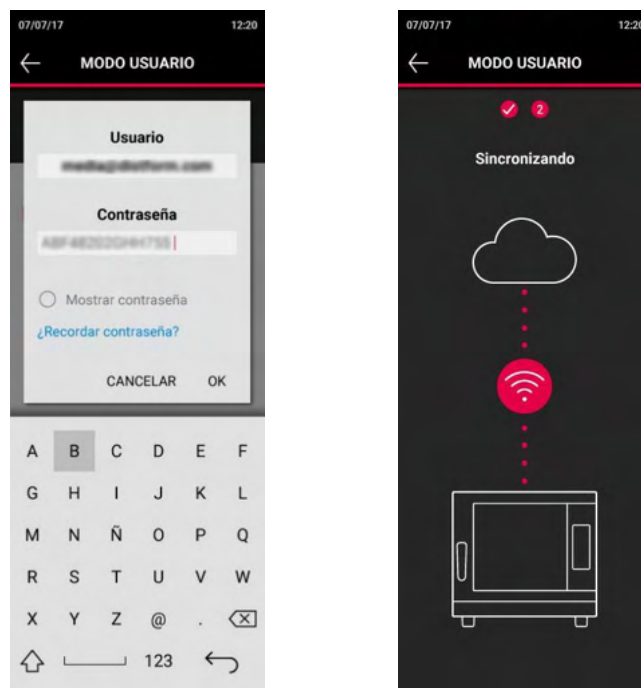 07/07/17 12:20
MODO USUARIO
Usuario
Contraseña
Mostrar contraseña
¿Recordar contraseña?
CANCELAR OK
A B C D E F
G H I J K L
M N Ñ O P Q
R S T U V W
X Y Z @ .
123
07/07/17 12:20
MODO USUARIO
2
Sincronizando